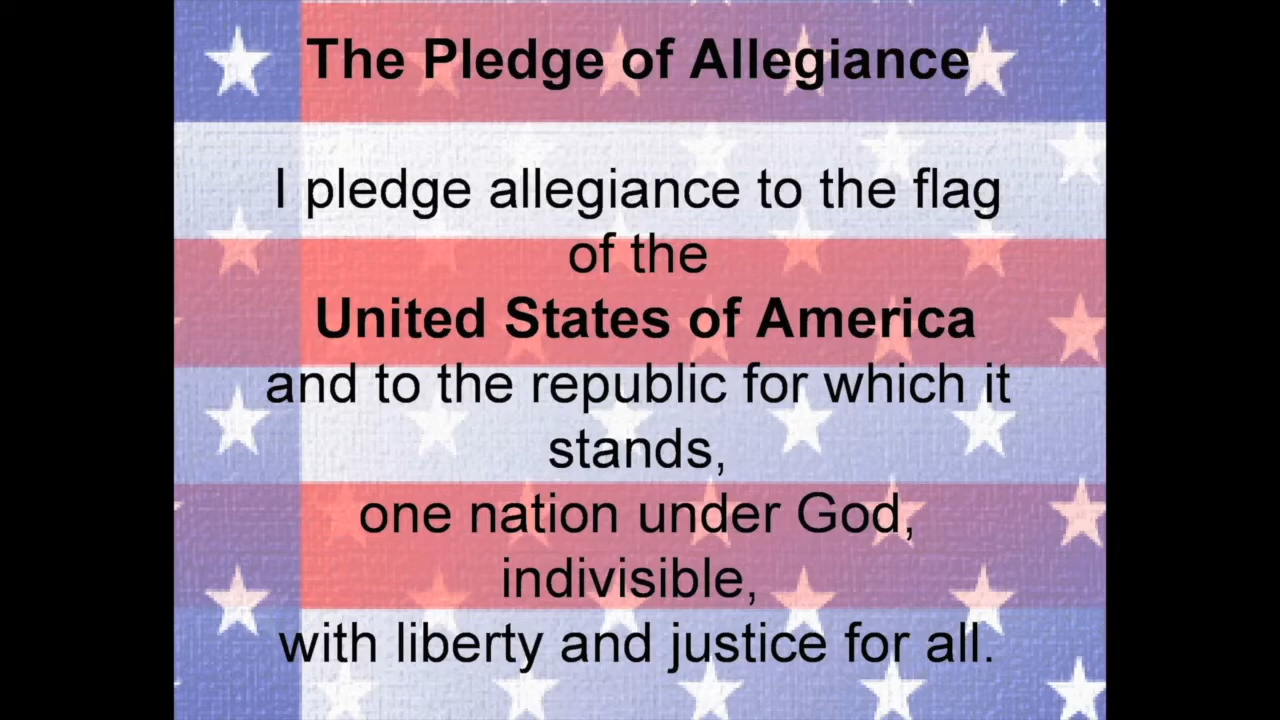 The Pledge of Allegiance
I pledge allegiance to the flag
of the
United States of America
and to the republic for which it
stands,
one nation under God,
indivisible,
with liberty and justice for all.